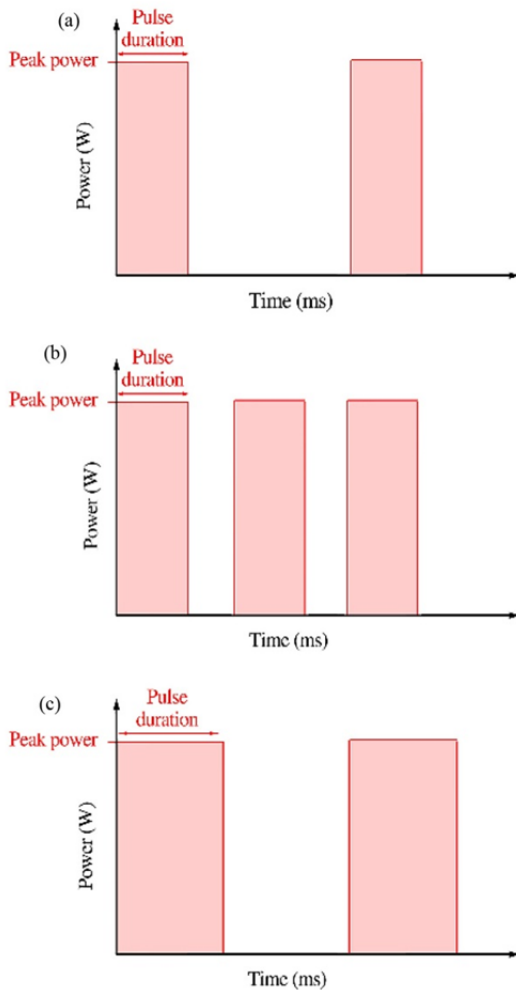 (a)
Pulse
duration
Peak power
Power (W)
Time (ms)
(b)
Pulse
duration
Peak power
Power (W)
Time (ms)
(c)
Pulse
duration
Peak power
Power (W)
Time (ms)